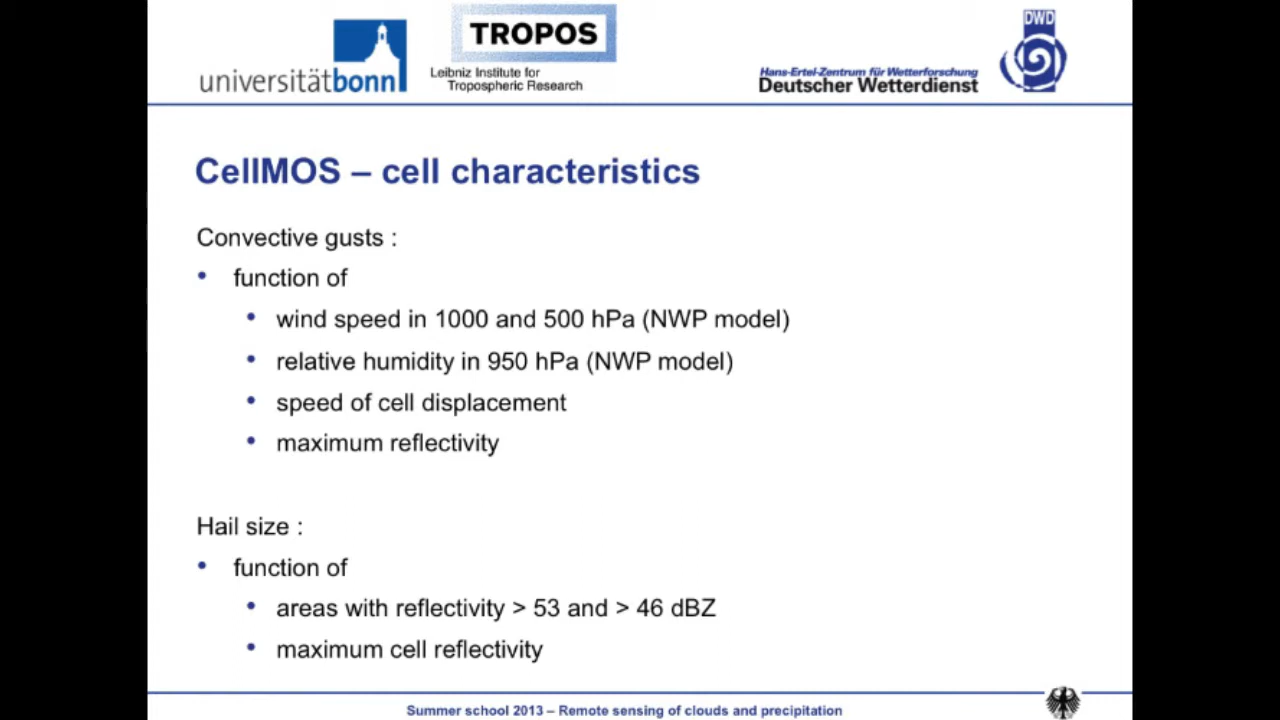 universitätbonn
TROPOS
Leibniz Institute for
Tropospheric Research
Hans-Ertel-Zentrum für Wetterforschung
Deutscher Wetterdienst
DWD
CellMOS – cell characteristics
Convective gusts :
• function of
• wind speed in 1000 and 500 hPa (NWP model)
• relative humidity in 950 hPa (NWP model)
• speed of cell displacement
• maximum reflectivity
Hail size :
• function of
• areas with reflectivity > 53 and > 46 dBZ
• maximum cell reflectivity
Summer school 2013 – Remote sensing of clouds and precipitation